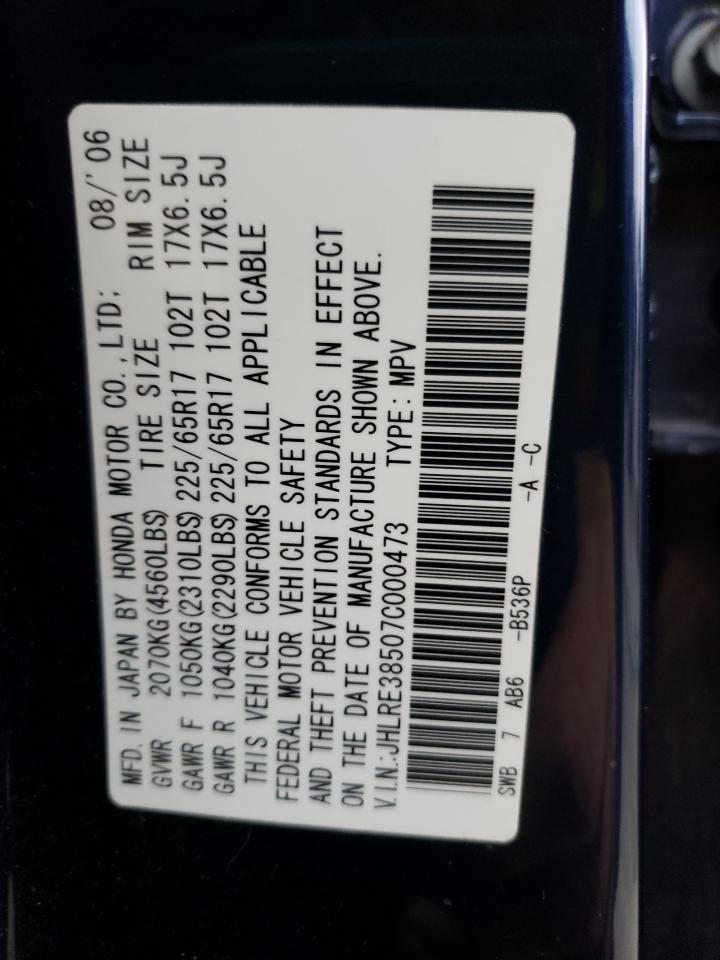 MFD. IN JAPAN BY HONDA MOTOR CO., LTD; 08/'06
GVWR 2070KG(4560LBS) TIRE SIZE RIM SIZE
GAWR F 1050KG(2310LBS) 225/65R17 102T 17X6.5J
GAWR R 1040KG(2290LBS) 225/65R17 102T 17X6.5J
THIS VEHICLE CONFORMS TO ALL APPLICABLE
FEDERAL MOTOR VEHICLE SAFETY
AND THEFT PREVENTION STANDARDS IN EFFECT
ON THE DATE OF MANUFACTURE SHOWN ABOVE.
V.I.N.:JHLRE38507C000473 TYPE: MPV
SWB 7 AB6 -B536P -A -C